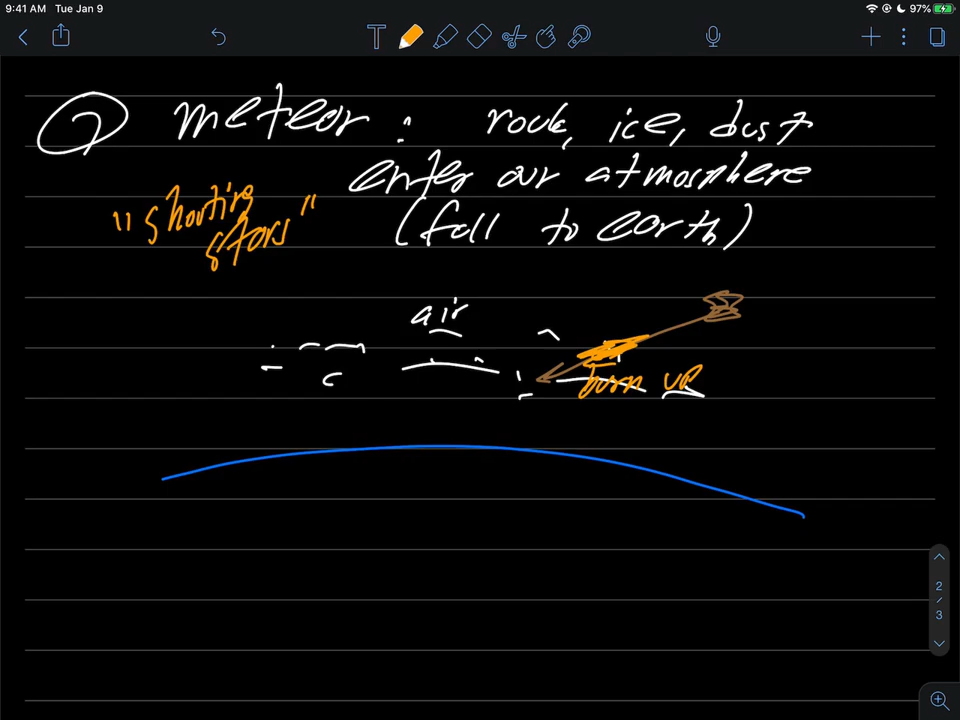 9:41 AM Tue Jan 9
97%
② meteor: rock, ice, dust
enter our atmosphere
"shooting
stars"
(fall to earth)
air
burn up
2
/
3